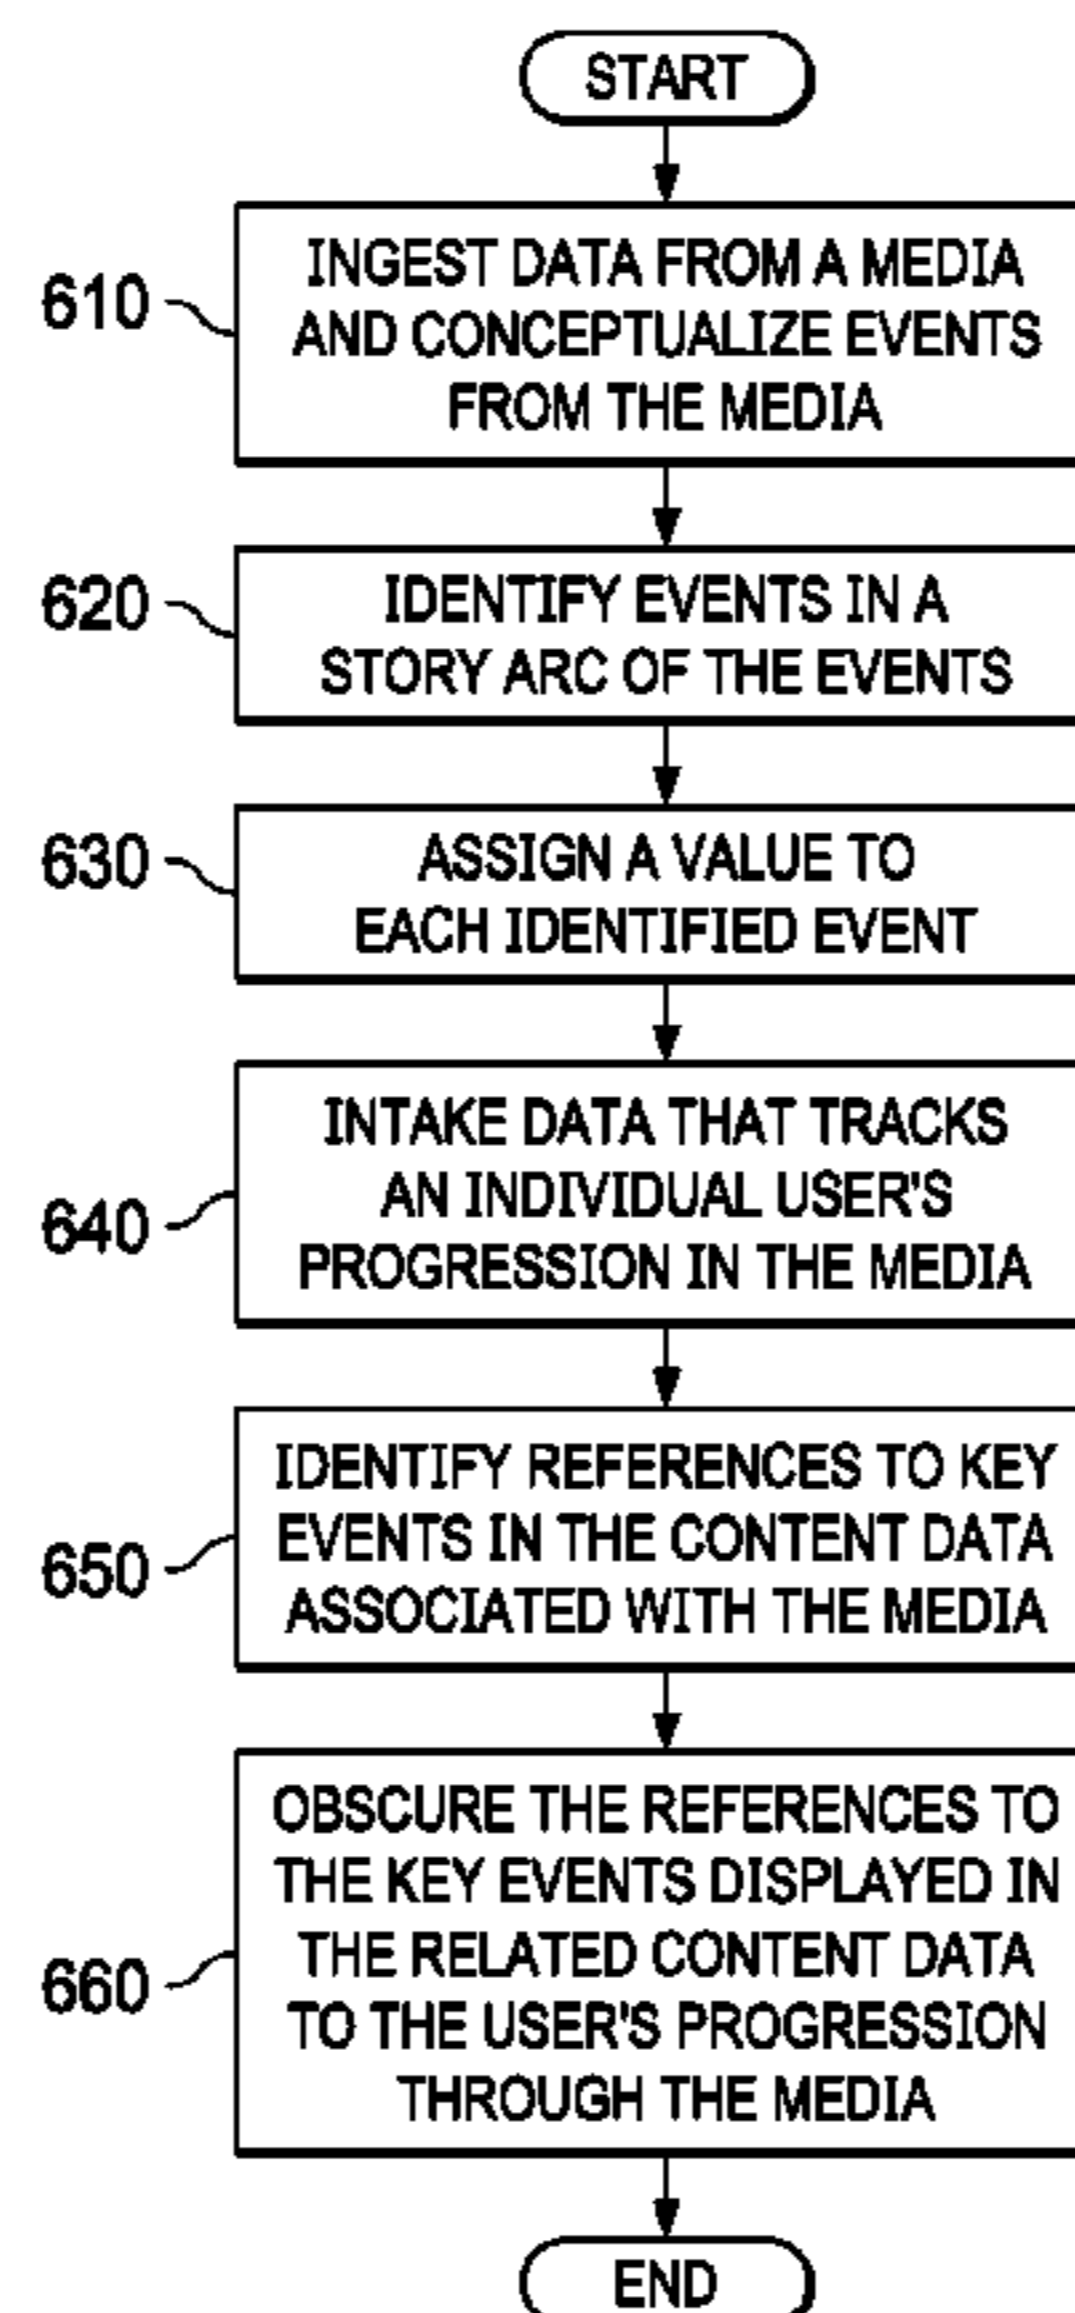 START
610
INGEST DATA FROM A MEDIA
AND CONCEPTUALIZE EVENTS
FROM THE MEDIA
620
IDENTIFY EVENTS IN A
STORY ARC OF THE EVENTS
630
ASSIGN A VALUE TO
EACH IDENTIFIED EVENT
640
INTAKE DATA THAT TRACKS
AN INDIVIDUAL USER'S
PROGRESSION IN THE MEDIA
650
IDENTIFY REFERENCES TO KEY
EVENTS IN THE CONTENT DATA
ASSOCIATED WITH THE MEDIA
660
OBSCURE THE REFERENCES TO
THE KEY EVENTS DISPLAYED IN
THE RELATED CONTENT DATA
TO THE USER'S PROGRESSION
THROUGH THE MEDIA
END